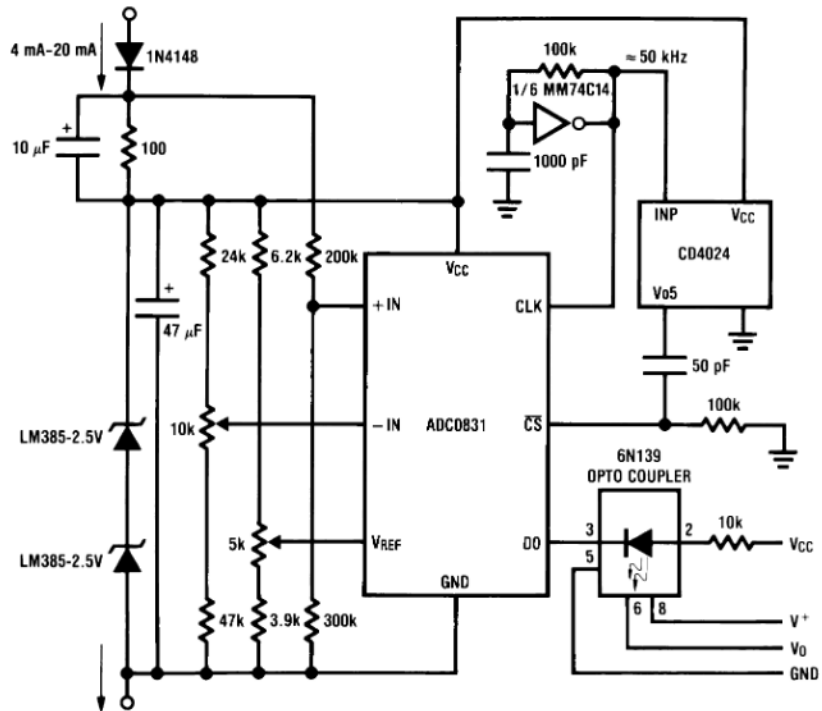 4 mA–20 mA
1N4148
10 μF
+
100
100k
≈ 50 kHz
1/6 MM74C14
1000 pF
INP
VCC
CD4024
Vo5
24k
6.2k
200k
VCC
+
47 μF
+IN
CLK
50 pF
LM385-2.5V
10k
–IN
ADC0831
CS
100k
6N139
OPTO COUPLER
LM385-2.5V
5k
VREF
DO
3
2
10k
VCC
5
GND
47k
3.9k
300k
6
8
V+
VO
GND